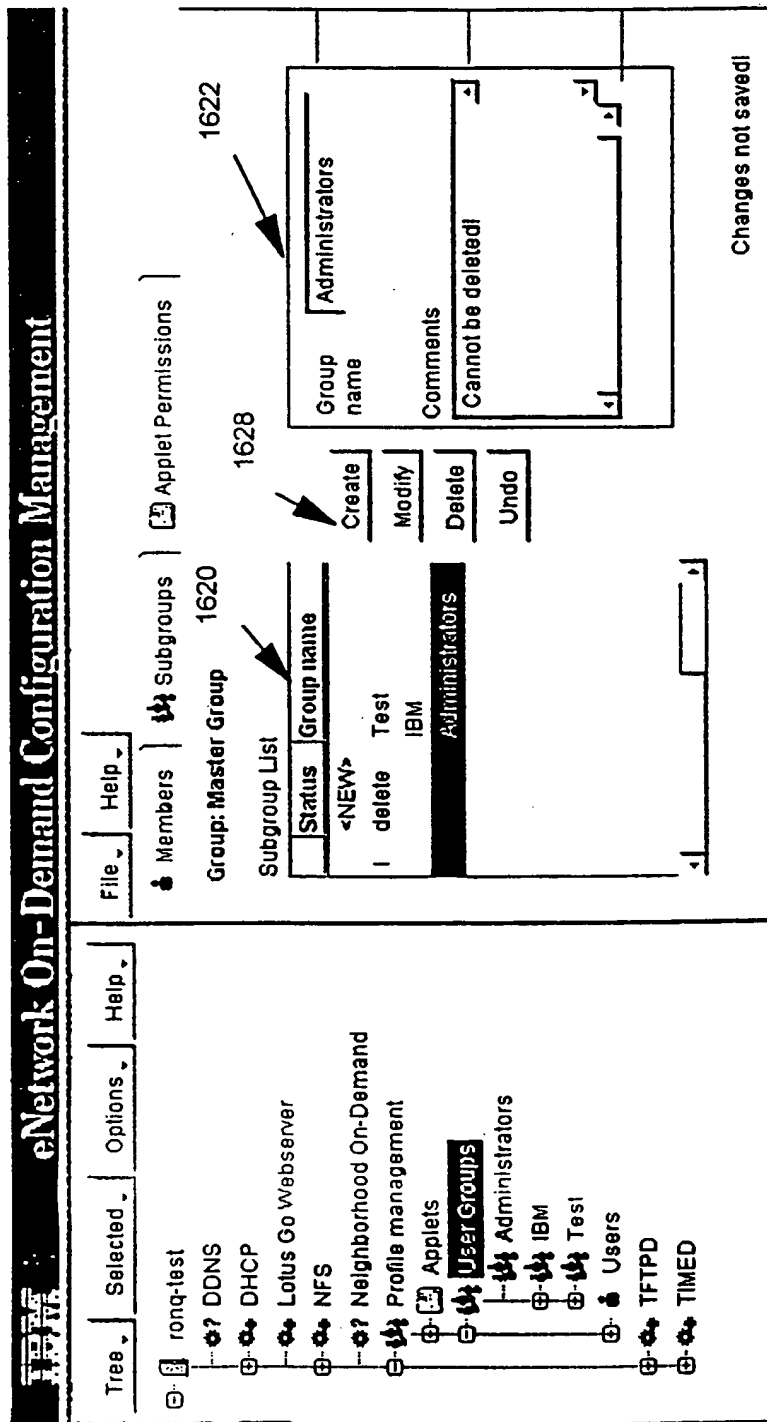 IBM eNetwork On-Demand Configuration Management
Tree Selected Options Help
ronq-test
DDNS
DHCP
Lotus Go Webserver
NFS
? Neighborhood On-Demand
Profile management
Applets
User Groups
Administrators
IBM
Test
Users
TFTPD
TIMED
File Help
Members Subgroups Applet Permissions
Group: Master Group
1620
1628
1622
Subgroup List
Status Group name
<NEW>
I delete Test
IBM
Administrators
Create
Modify
Delete
Undo
Group name
Administrators
Comments
Cannot be deleted!
Changes not saved!